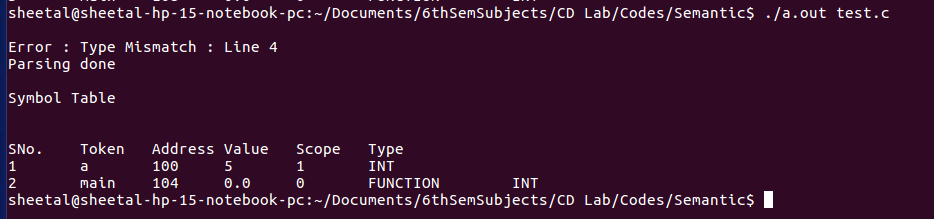 sheetal@sheetal-hp-15-notebook-pc:~/Documents/6thSemSubjects/CD Lab/Codes/Semantic$ ./a.out test.c
Error : Type Mismatch : Line 4
Parsing done
Symbol Table
SNo. Token Address Value Scope Type
1 a 100 5 1 INT
2 main 104 0.0 0 FUNCTION INT
sheetal@sheetal-hp-15-notebook-pc:~/Documents/6thSemSubjects/CD Lab/Codes/Semantic$